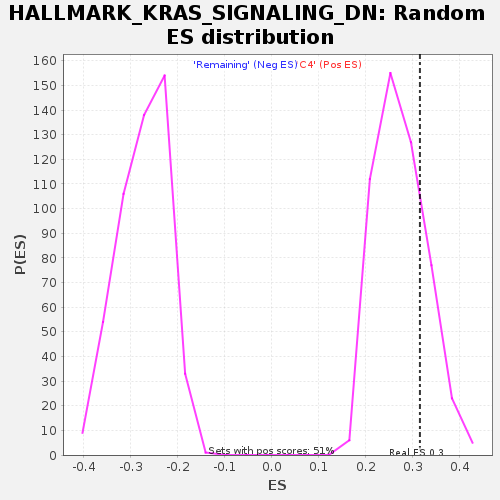 HALLMARK_KRAS_SIGNALING_DN: Random
ES distribution
'Remaining' (Neg ES) C4' (Pos ES)
160
150
140
130
120
110
100
90
80
70
60
50
40
30
20
10
0
P(ES)
Sets with pos scores: 51%
Real ES 0.3
-0.4 -0.3 -0.2 -0.1 0.0 0.1 0.2 0.3 0.4
ES